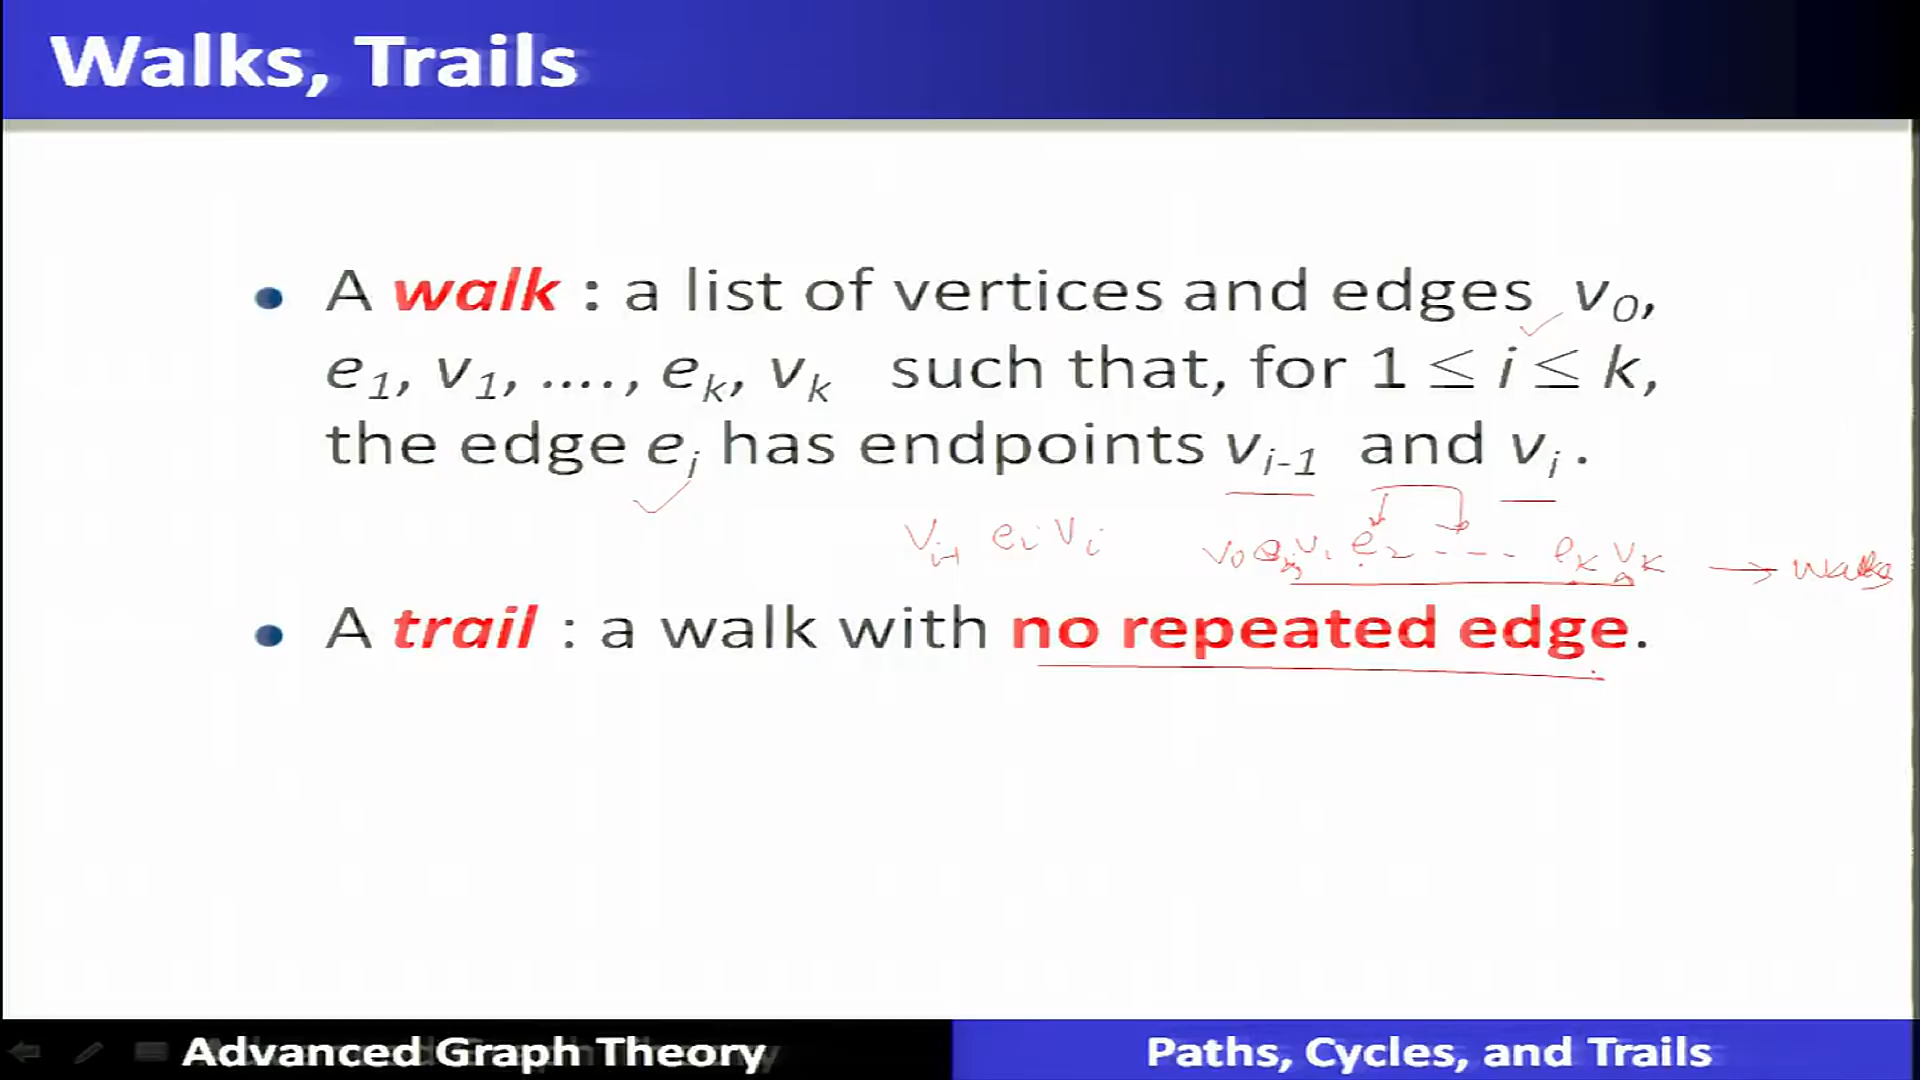 Walks, Trails
• A walk : a list of vertices and edges v0,
e1, v1, ...., ek, vk such that, for 1 ≤ i ≤ k,
the edge ei has endpoints vi-1 and vi .
Vi-1 ei Vi v0 v1 e2 - - - . ek vk → walks
• A trail : a walk with no repeated edge.
Advanced Graph Theory
Paths, Cycles, and Trails